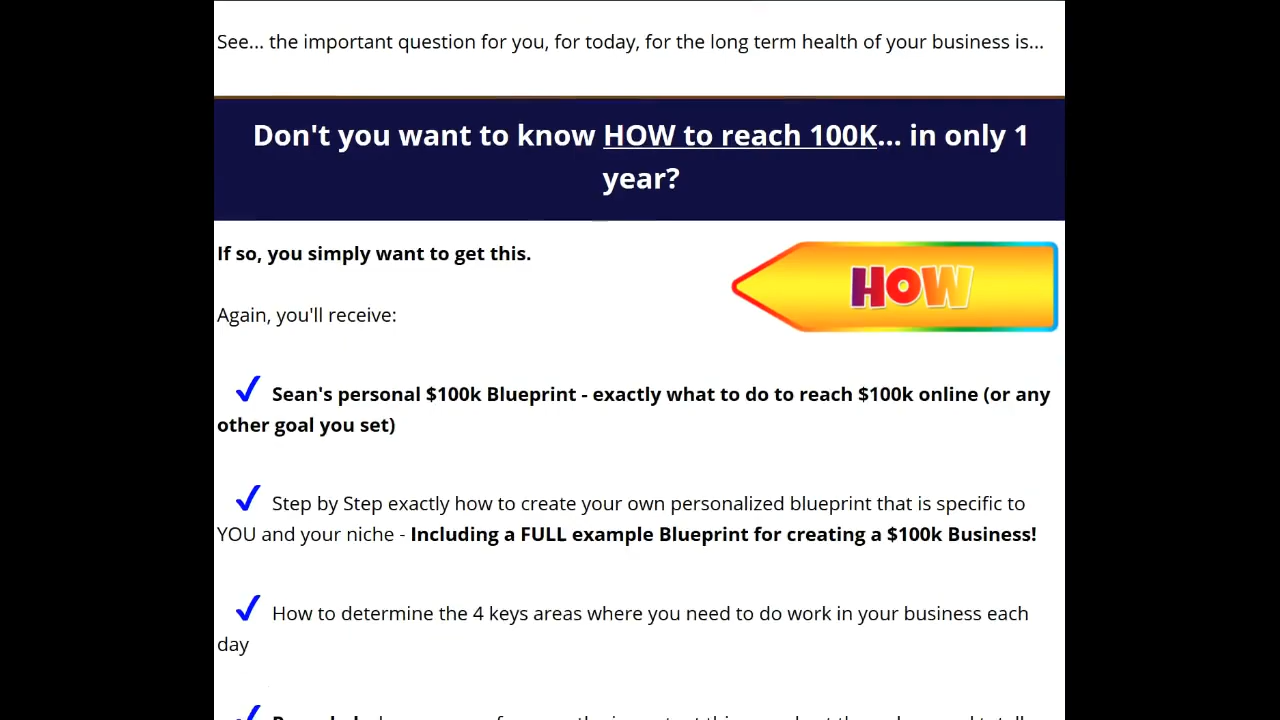 See... the important question for you, for today, for the long term health of your business is...
Don't you want to know HOW to reach 100K... in only 1
year?
If so, you simply want to get this.
HOW
Again, you'll receive:
✓ Sean's personal $100k Blueprint - exactly what to do to reach $100k online (or any
other goal you set)
✓ Step by Step exactly how to create your own personalized blueprint that is specific to
YOU and your niche - Including a FULL example Blueprint for creating a $100k Business!
✓ How to determine the 4 keys areas where you need to do work in your business each
day